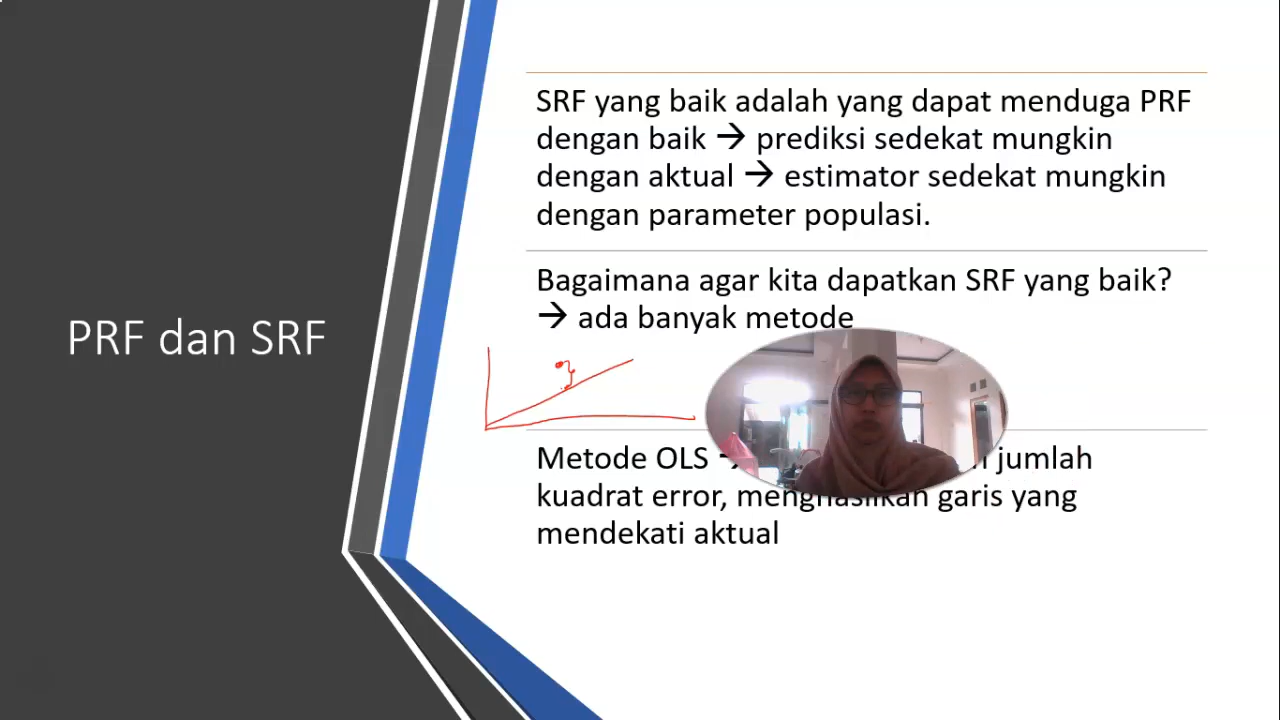 PRF dan SRF
SRF yang baik adalah yang dapat menduga PRF
dengan baik → prediksi sedekat mungkin
dengan aktual → estimator sedekat mungkin
dengan parameter populasi.
Bagaimana agar kita dapatkan SRF yang baik?
→ ada banyak metode
Metode OLS → jumlah
kuadrat error, menghasilkan garis yang
mendekati aktual